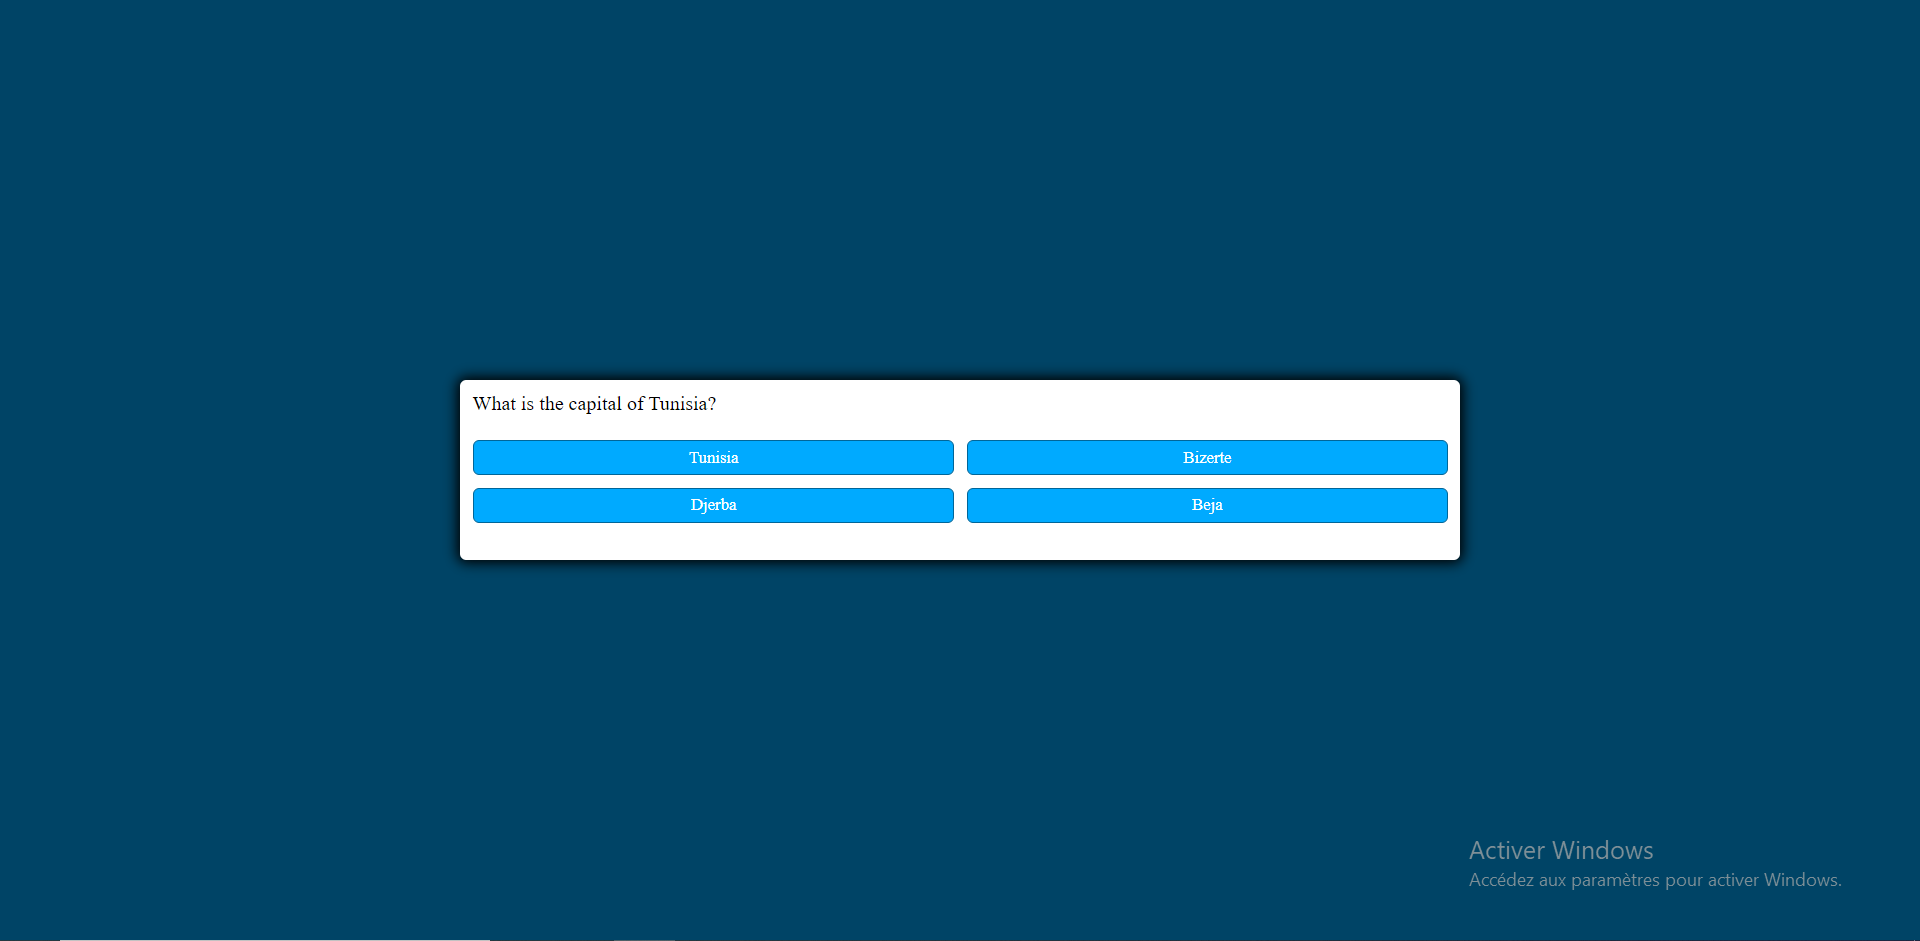 What is the capital of Tunisia?
Tunisia
Bizerte
Djerba
Beja
Activer Windows
Accédez aux paramètres pour activer Windows.